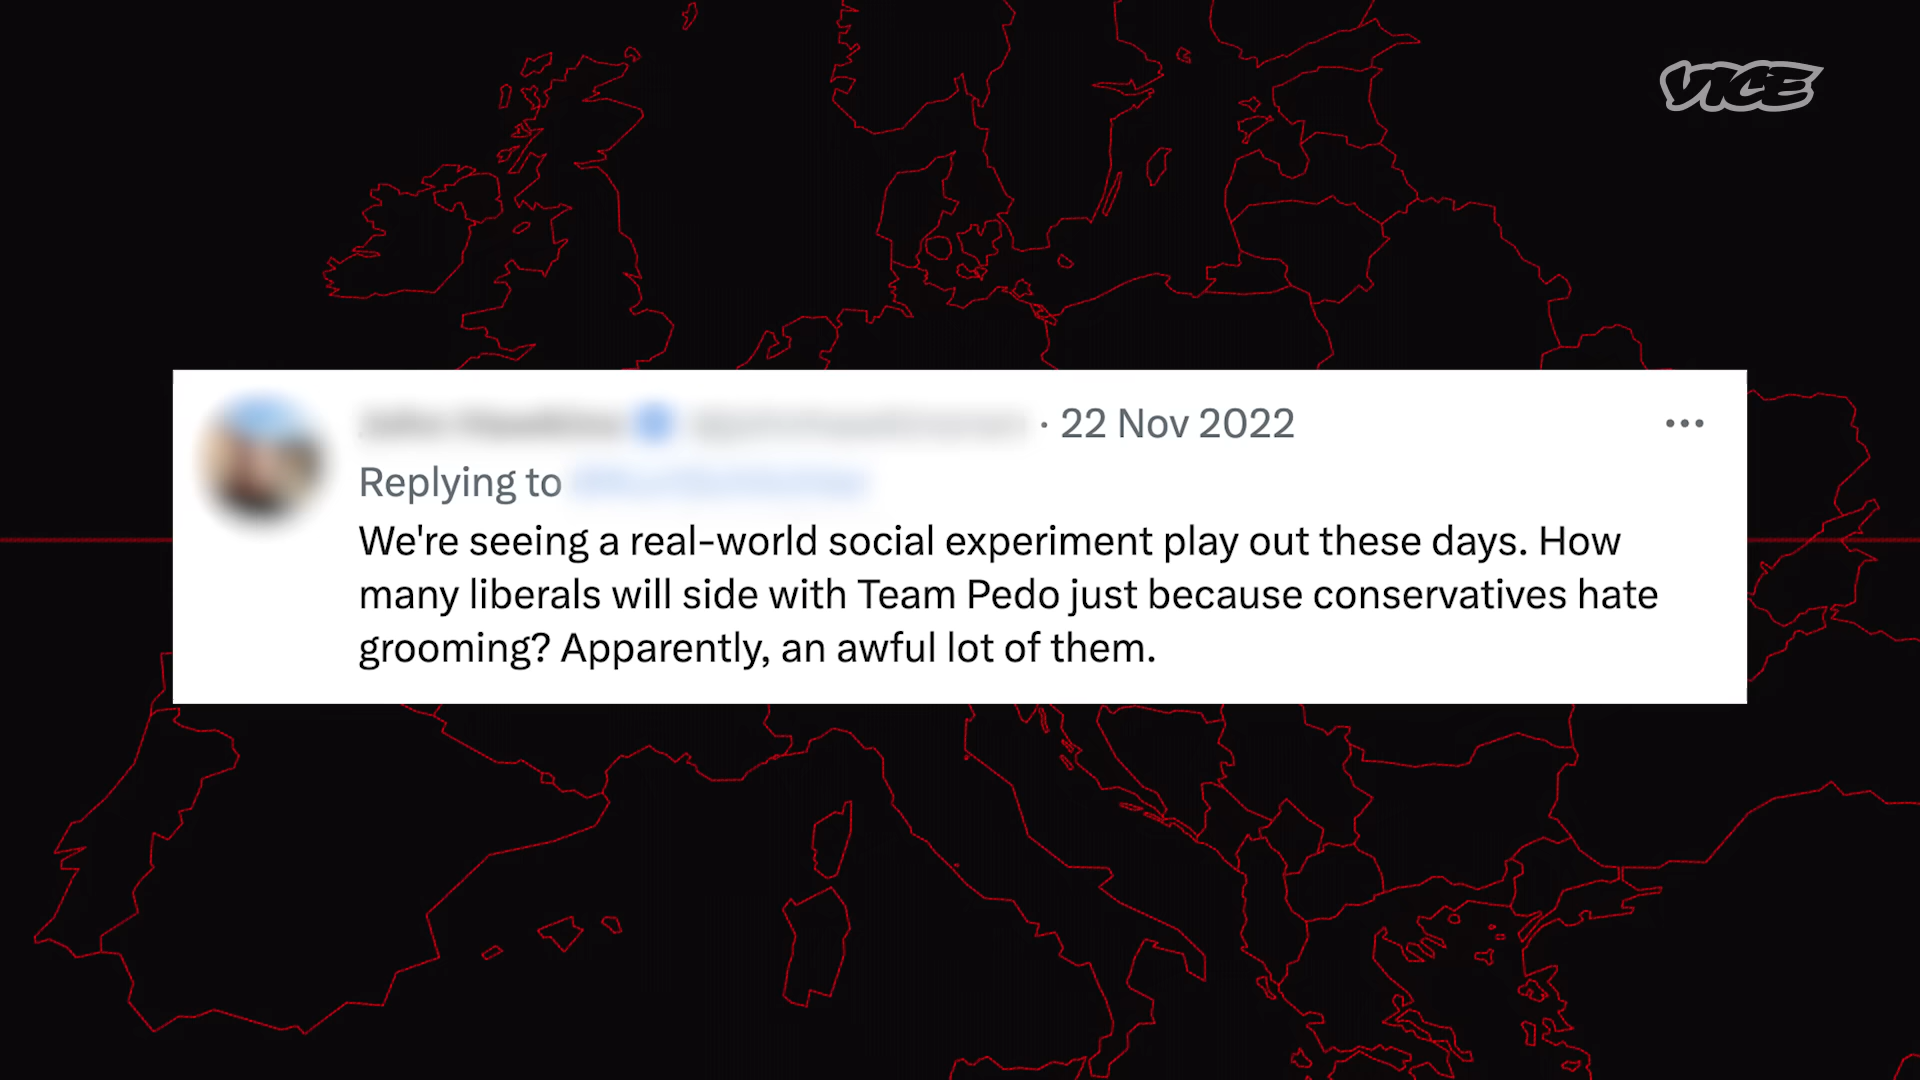 VICE
· 22 Nov 2022
Replying to
We're seeing a real-world social experiment play out these days. How
many liberals will side with Team Pedo just because conservatives hate
grooming? Apparently, an awful lot of them.